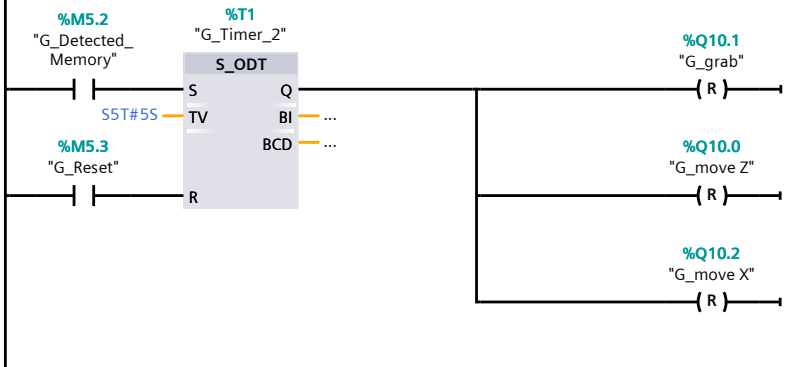 %M5.2
"G_Detected_
Memory"
%T1
"G_Timer_2"
S_ODT
S
Q
S5T#5S
TV
BI
...
BCD
...
%M5.3
"G_Reset"
R
%Q10.1
"G_grab"
( R )
%Q10.0
"G_move Z"
( R )
%Q10.2
"G_move X"
( R )